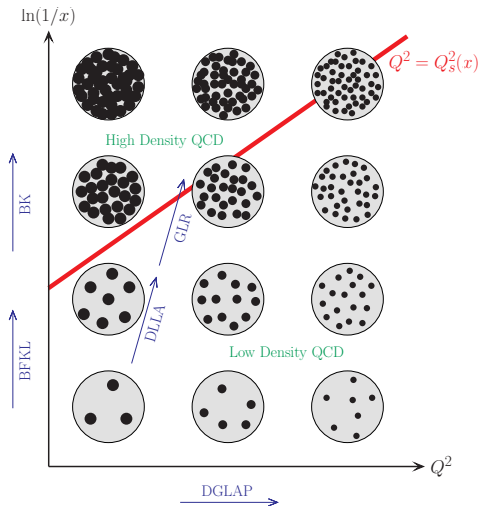 ln(1/x)
Q² = Q²ₛ(x)
High Density QCD
BK
GLR
DLLA
BFKL
Low Density QCD
Q²
DGLAP